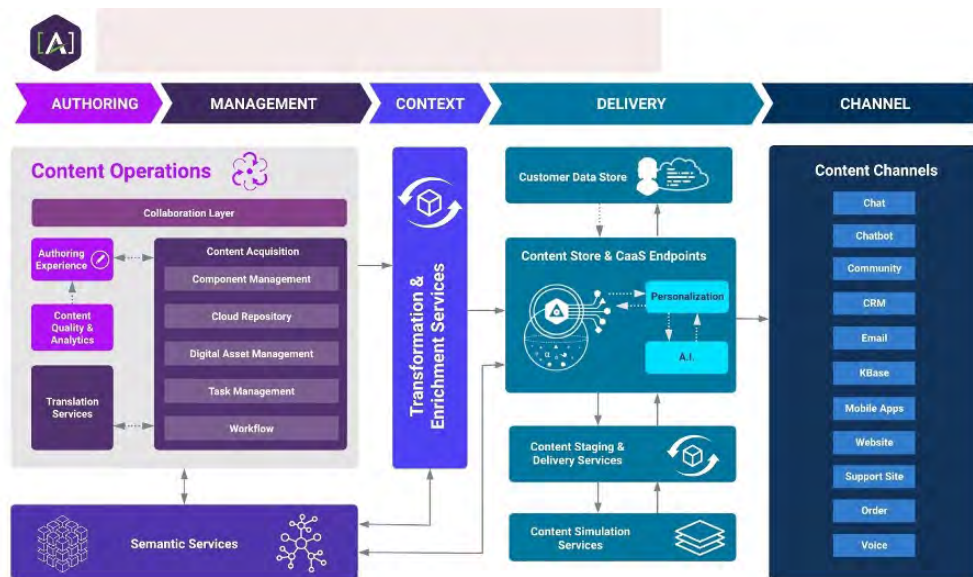 [A]
AUTHORING
MANAGEMENT
CONTEXT
DELIVERY
CHANNEL
Content Operations
Collaboration Layer
Authoring
Experience
Content
Quality &
Analytics
Translation
Services
Content Acquisition
Component Management
Cloud Repository
Digital Asset Management
Task Management
Workflow
Semantic Services
Transformation &
Enrichment Services
Customer Data Store
Content Store & CaaS Endpoints
Personalization
A.I.
Content Staging &
Delivery Services
Content Simulation
Services
Content Channels
Chat
Chatbot
Community
CRM
Email
KBase
Mobile Apps
Website
Support Site
Order
Voice